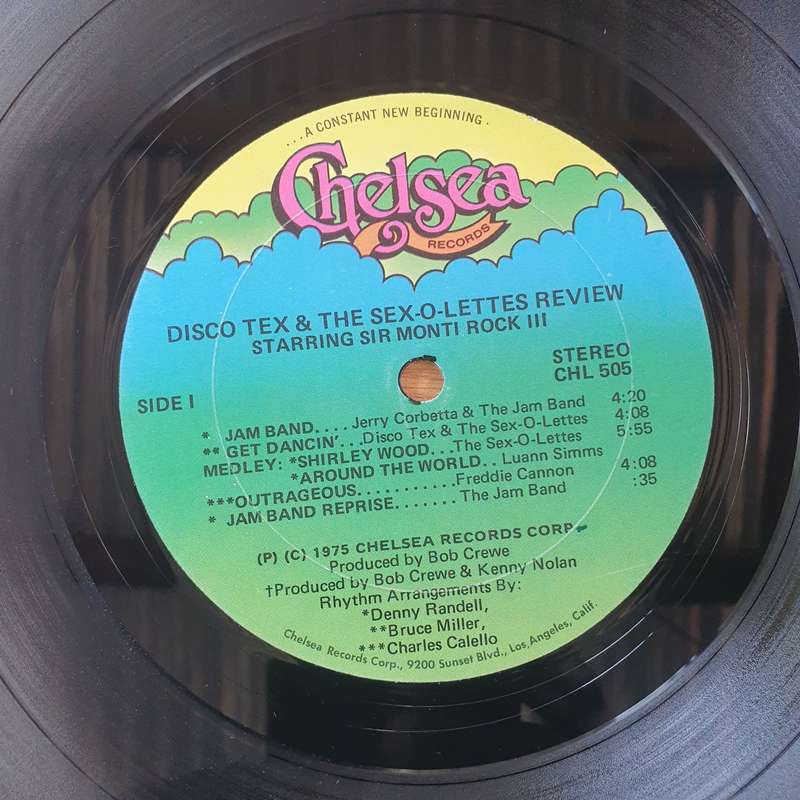 ...A CONSTANT NEW BEGINNING.
Chelsea
RECORDS
DISCO TEX & THE SEX-O-LETTES REVIEW
STARRING SIR MONTI ROCK III
STEREO
CHL 505
SIDE I
* JAM BAND....Jerry Corbetta & The Jam Band 4:20
** GET DANCIN'...Disco Tex & The Sex-O-Lettes 4:08
MEDLEY: *SHIRLEY WOOD...The Sex-O-Lettes 5:55
*AROUND THE WORLD..Luann Simms
***OUTRAGEOUS...........Freddie Cannon 4:08
* JAM BAND REPRISE.......The Jam Band :35
(P) (C) 1975 CHELSEA RECORDS CORP.
Produced by Bob Crewe
†Produced by Bob Crewe & Kenny Nolan
Rhythm Arrangements By:
*Denny Randell,
**Bruce Miller,
***Charles Calello
Chelsea Records Corp., 9200 Sunset Blvd., Los Angeles, Calif.